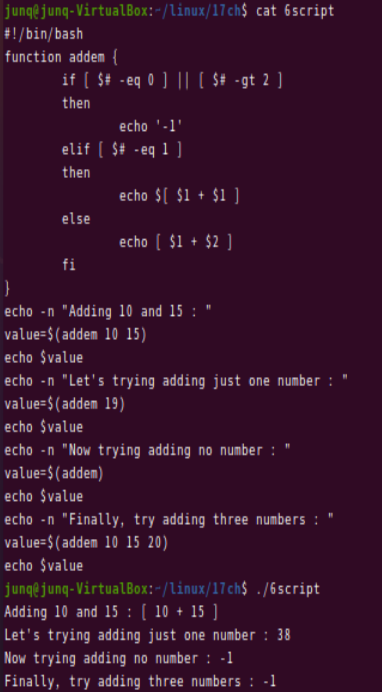 junq@junq-VirtualBox:~/linux/17ch$ cat 6script
#!/bin/bash
function addem {
if [ $# -eq 0 ] || [ $# -gt 2 ]
then
echo '-1'
elif [ $# -eq 1 ]
then
echo $[ $1 + $1 ]
else
echo [ $1 + $2 ]
fi
}
echo -n "Adding 10 and 15 : "
value=$(addem 10 15)
echo $value
echo -n "Let's trying adding just one number : "
value=$(addem 19)
echo $value
echo -n "Now trying adding no number : "
value=$(addem)
echo $value
echo -n "Finally, try adding three numbers : "
value=$(addem 10 15 20)
echo $value
junq@junq-VirtualBox:~/linux/17ch$ ./6script
Adding 10 and 15 : [ 10 + 15 ]
Let's trying adding just one number : 38
Now trying adding no number : -1
Finally, try adding three numbers : -1